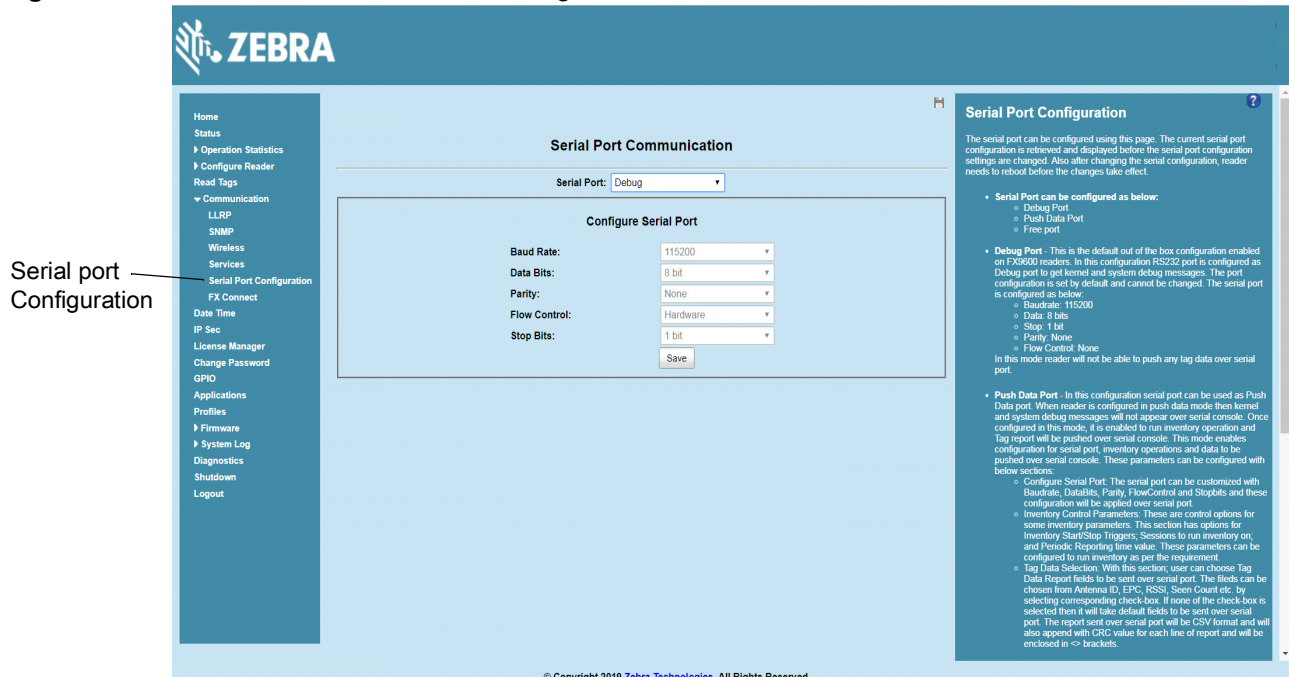 ZEBRA
Serial port
Configuration
Home
Status
Operation Statistics
Configure Reader
Read Tags
Communication
LLRP
SNMP
Wireless
Services
Serial Port Configuration
FX Connect
Date Time
IP Sec
License Manager
Change Password
GPIO
Applications
Profiles
Firmware
System Log
Diagnostics
Shutdown
Logout
Serial Port Communication
Serial Port: Debug
Configure Serial Port
Baud Rate: 115200
Data Bits: 8 bit
Parity: None
Flow Control: Hardware
Stop Bits: 1 bit
Save
?
Serial Port Configuration
The serial port can be configured using this page. The current serial port
configuration is retrieved and displayed before the serial port configuration
settings are changed. Also after changing the serial configuration, reader
needs to reboot before the changes take effect.
• Serial Port can be configured as below:
○ Debug Port
○ Push Data Port
○ Free port
• Debug Port - This is the default out of the box configuration enabled
on FX9600 readers. In this configuration RS232 port is configured as
Debug port to get kernel and system debug messages. The port
configuration is set by default and cannot be changed. The serial port
is configured as below:
○ Baudrate: 115200
○ Data: 8 bits
○ Stop: 1 bit
○ Parity: None
○ Flow Control: None
In this mode reader will not be able to push any tag data over serial
port.
• Push Data Port - In this configuration serial port can be used as Push
Data port. When reader is configured in push data mode then kernel
and system debug messages will not appear over serial console. Once
configured in this mode, it is enabled to run inventory operation and
Tag report will be pushed over serial console. This mode enables
configuration for serial port, inventory operations and data to be
pushed over serial console. These parameters can be configured with
below sections:
○ Configure Serial Port: The serial port can be customized with
Baudrate, DataBits, Parity, FlowControl and Stopbits and these
configuration will be applied over serial port.
○ Inventory Control Parameters: These are control options for
some inventory parameters. This section has options for
Inventory Start/Stop Triggers; Sessions to run inventory on;
and Periodic Reporting time value. These parameters can be
configured to run inventory as per the requirement.
○ Tag Data Selection: With this section; user can choose Tag
Data Report fields to be sent over serial port. The fileds can be
chosen from Antenna ID, EPC, RSSI, Seen Count etc. by
selecting corresponding check-box. If none of the check-box is
selected then it will take default fields to be sent over serial
port. The report sent over serial port will be CSV format and will
also append with CRC value for each line of report and will be
enclosed in <> brackets.
© Copyright 2019 Zebra Technologies. All Rights Reserved